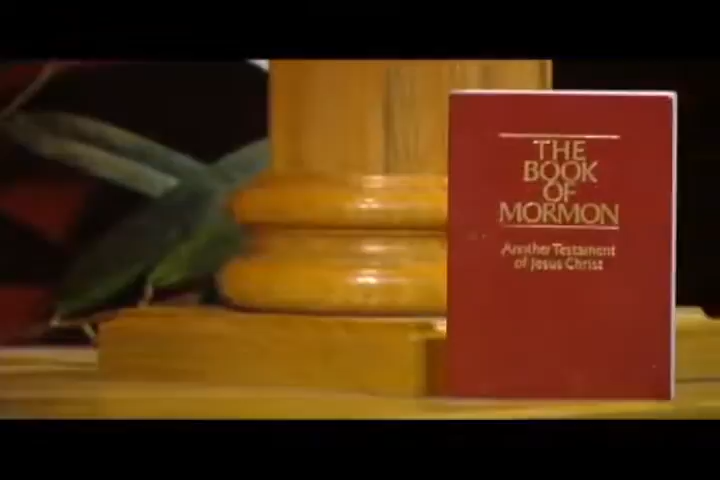 THE
BOOK
OF
MORMON
Another Testament
of Jesus Christ